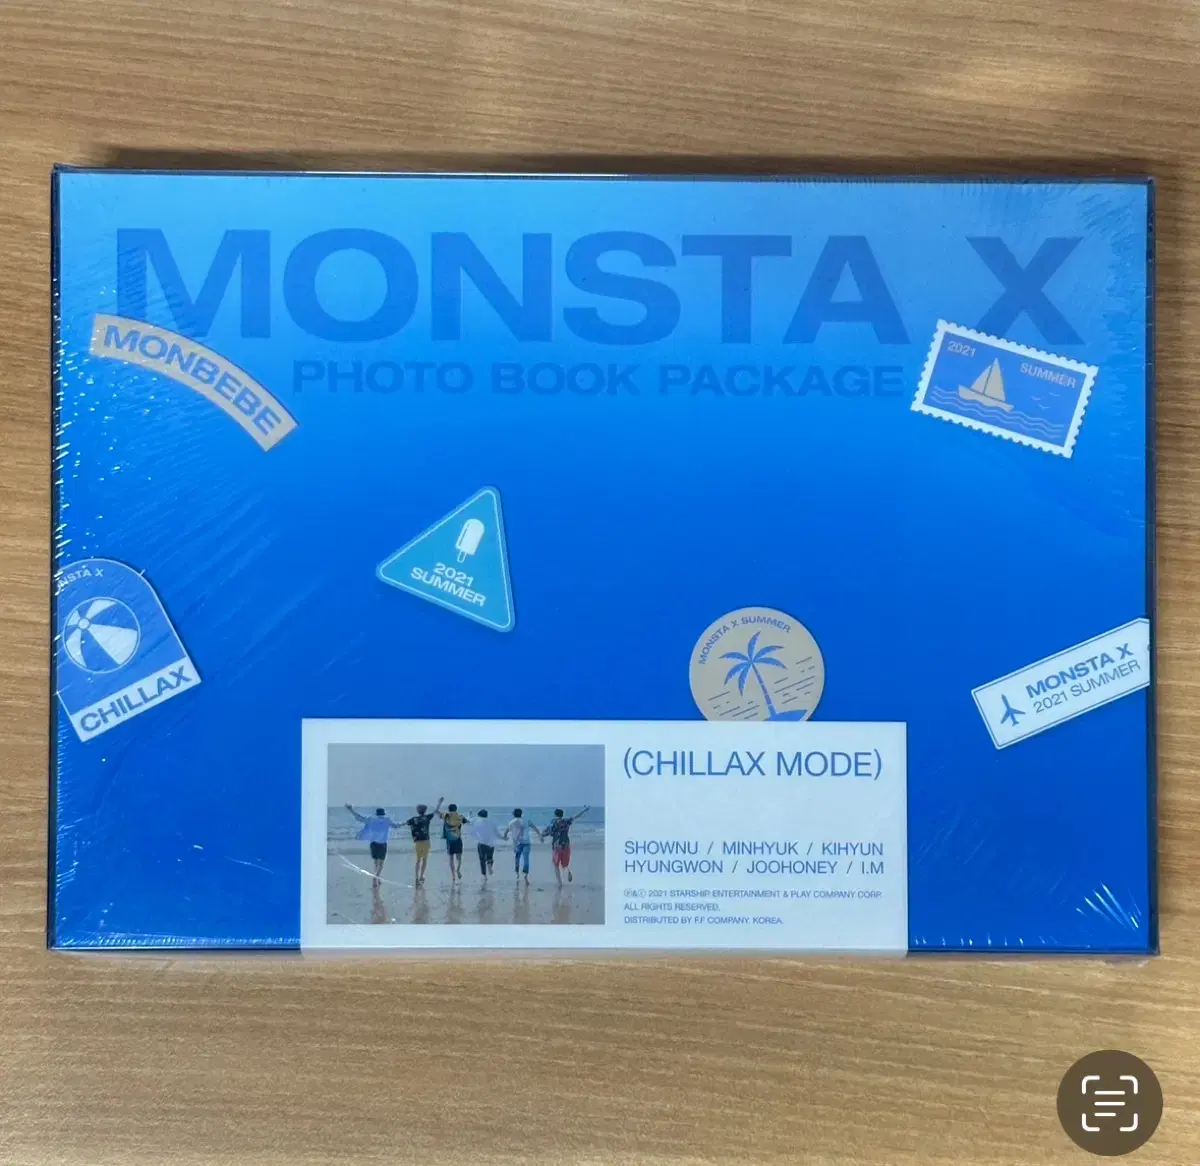 MONSTA X
PHOTO BOOK PACKAGE
MONBEBE
2021
SUMMER
2021
SUMMER
CHILLAX
MONSTA X SUMMER
MONSTA X
2021 SUMMER
(CHILLAX MODE)
SHOWNU / MINHYUK / KIHYUN
HYUNGWON / JOOHONEY / I.M
Ⓟ&ⓒ 2021 STARSHIP ENTERTAINMENT & PLAY COMPANY CORP.
ALL RIGHTS RESERVED.
DISTRIBUTED BY F.F COMPANY. KOREA.